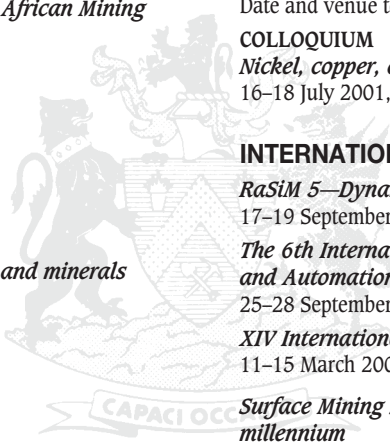 African Mining
Date and venue t
COLLOQUIUM
Nickel, copper,
16–18 July 2001,
INTERNATIO
RaSiM 5—Dyna
17–19 September
and minerals
The 6th Interna
and Automation
25–28 September
XIV Internation
11–15 March 200
Surface Mining
millennium
CAPACI OCC